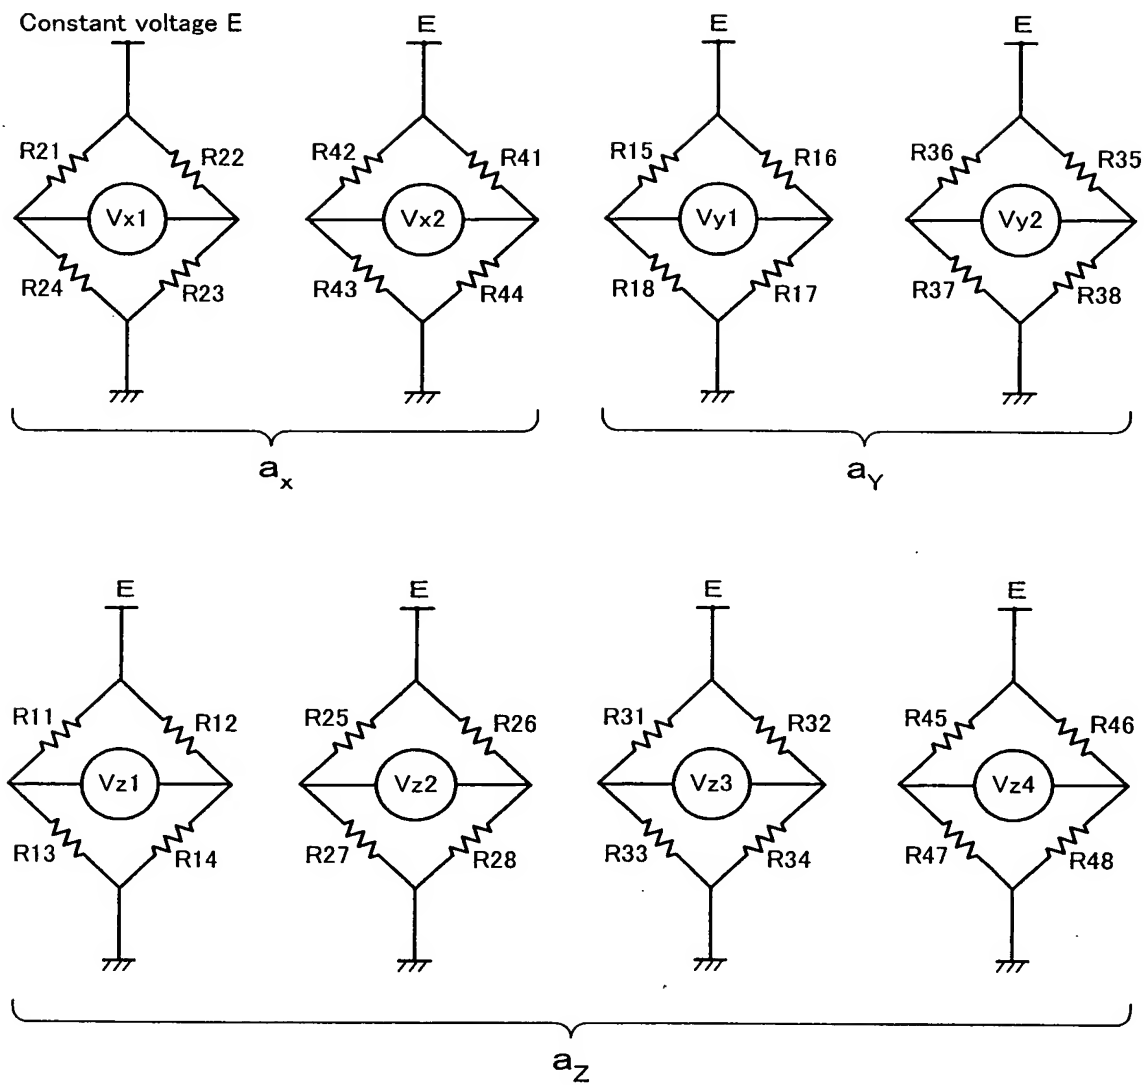 Constant voltage E
E
E
E
R21
R22
R42
R41
R15
R16
R36
R35
Vx1
Vx2
Vy1
Vy2
R24
R23
R43
R44
R18
R17
R37
R38
ax
aY
E
E
E
E
R11
R12
R25
R26
R31
R32
R45
R46
Vz1
Vz2
Vz3
Vz4
R13
R14
R27
R28
R33
R34
R47
R48
aZ